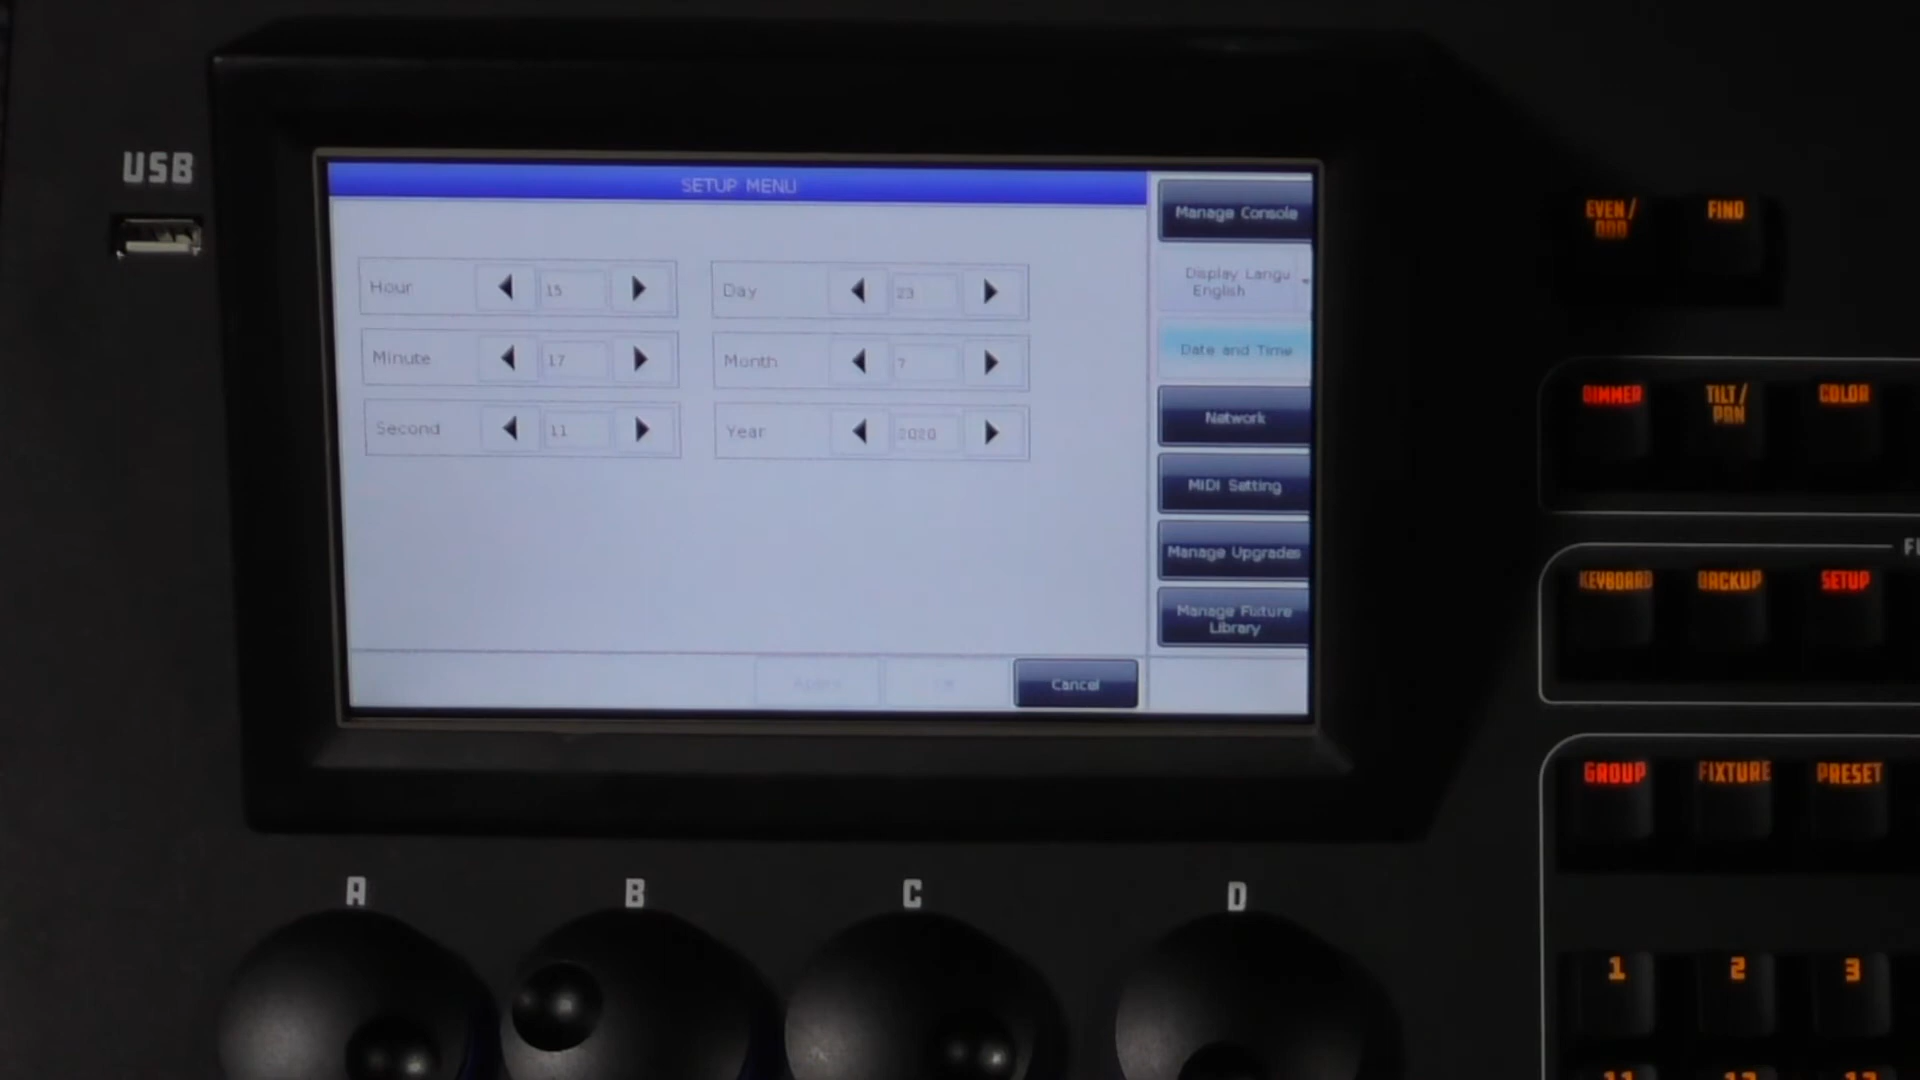 USB
SETUP MENU
Hour 15
Day 23
Minute 17
Month 7
Second 11
Year 2020
Manage Console
Display Langu
English
Date and Time
Network
MIDI Setting
Manage Upgrades
Manage Fixture
Library
Cancel
EVEN/
ODD
FIND
DIMMER
TILT/
PAN
COLOR
KEYBOARD
BACKUP
SETUP
GROUP
FIXTURE
PRESET
1
2
3
A
B
C
D